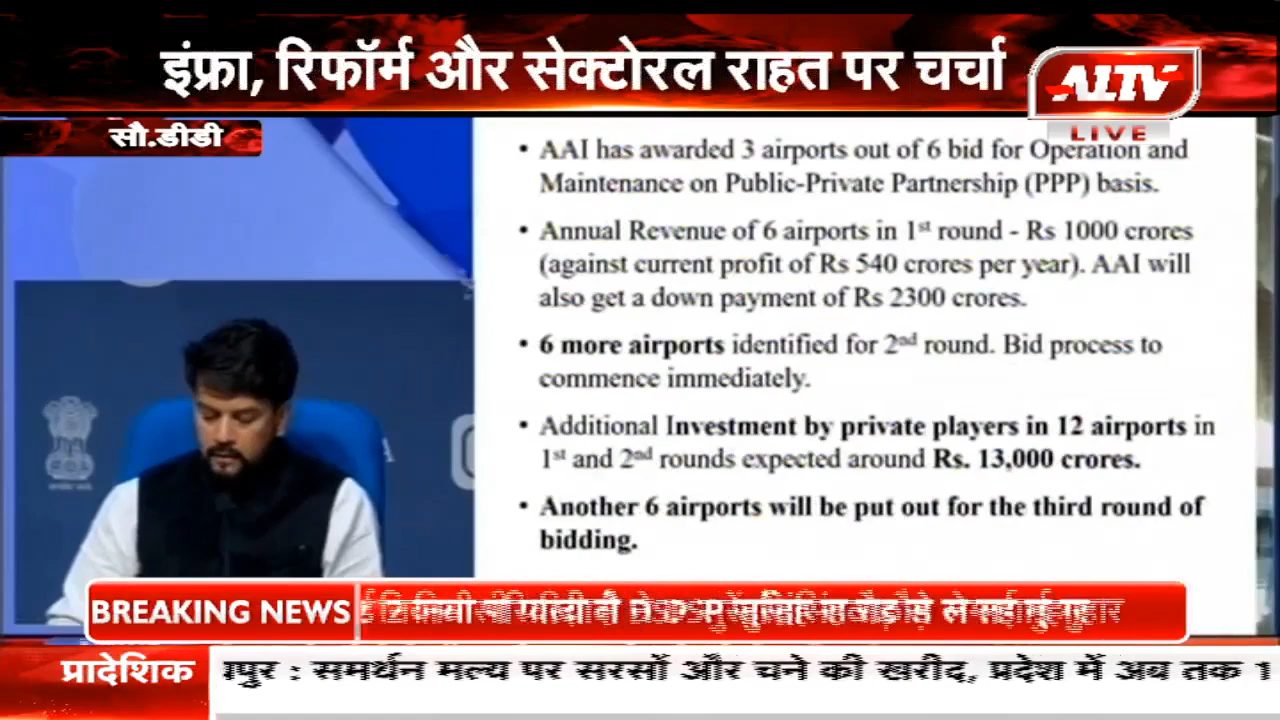 इंफ्रा, रिफॉर्म और सेक्टोरल राहत पर चर्चा
ALTV
LIVE
सौ.डीडी
• AAI has awarded 3 airports out of 6 bid for Operation and
Maintenance on Public-Private Partnership (PPP) basis.
• Annual Revenue of 6 airports in 1st round - Rs 1000 crores
(against current profit of Rs 540 crores per year). AAI will
also get a down payment of Rs 2300 crores.
• 6 more airports identified for 2nd round. Bid process to
commence immediately.
• Additional Investment by private players in 12 airports in
1st and 2nd rounds expected around Rs. 13,000 crores.
• Another 6 airports will be put out for the third round of
bidding.
BREAKING NEWS
प्रादेशिक
: समर्थन मूल्य पर सरसों और चने की खरीद, प्रदेश में अब तक 1